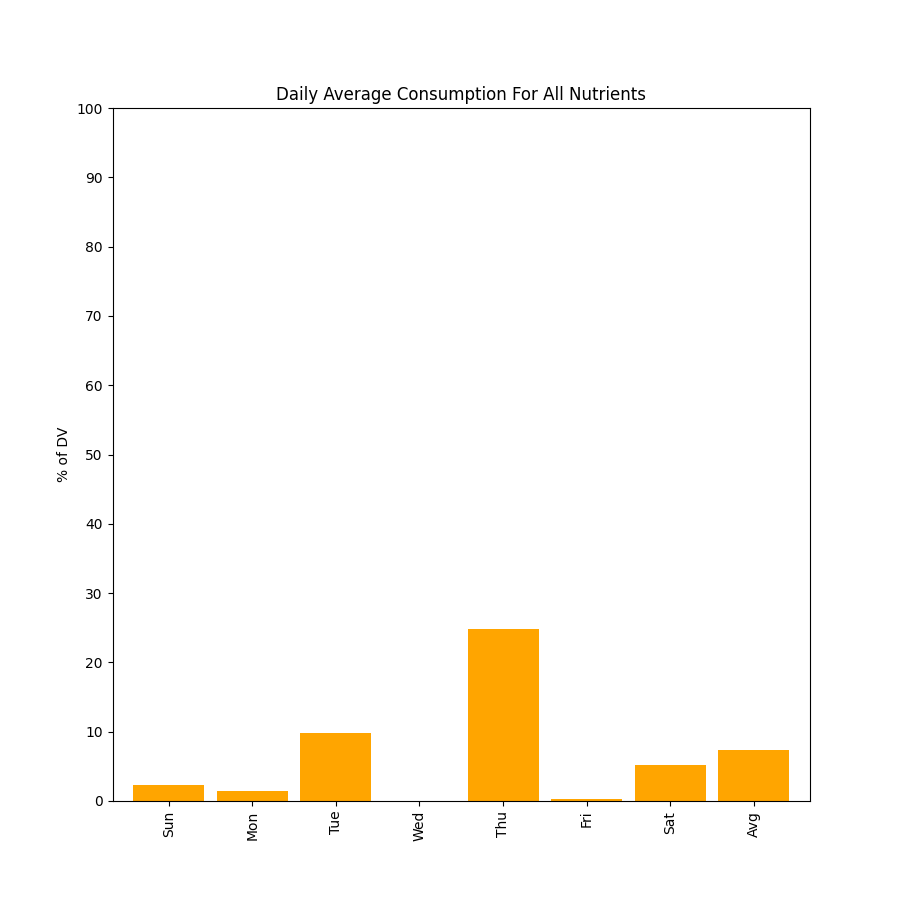 Daily Average Consumption For All Nutrients
100
90
80
70
60
50
40
30
20
10
0
% of DV
Sun
Mon
Tue
Wed
Thu
Fri
Sat
Avg